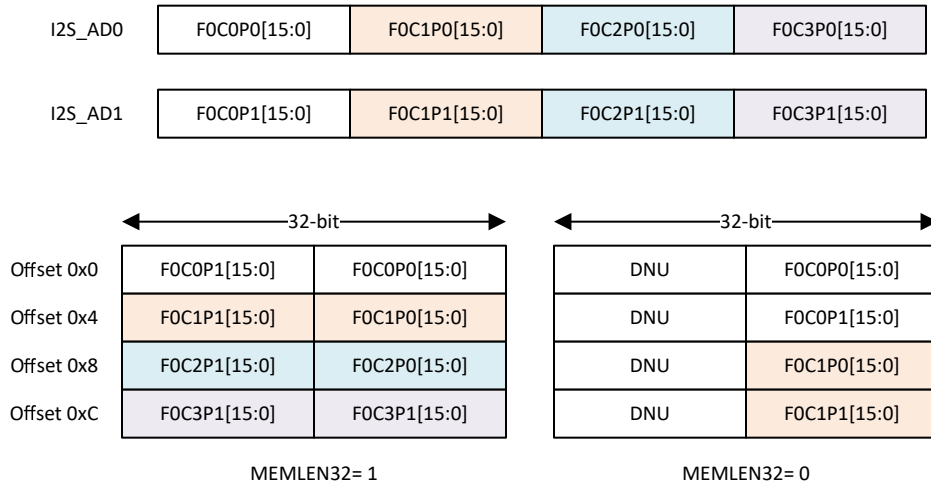 I2S_AD0 F0C0P0[15:0] F0C1P0[15:0] F0C2P0[15:0] F0C3P0[15:0]
I2S_AD1 F0C0P1[15:0] F0C1P1[15:0] F0C2P1[15:0] F0C3P1[15:0]
32-bit 32-bit
Offset 0x0 F0C0P1[15:0] F0C0P0[15:0] DNU F0C0P0[15:0]
Offset 0x4 F0C1P1[15:0] F0C1P0[15:0] DNU F0C0P1[15:0]
Offset 0x8 F0C2P1[15:0] F0C2P0[15:0] DNU F0C1P0[15:0]
Offset 0xC F0C3P1[15:0] F0C3P1[15:0] DNU F0C1P1[15:0]
MEMLEN32= 1 MEMLEN32= 0